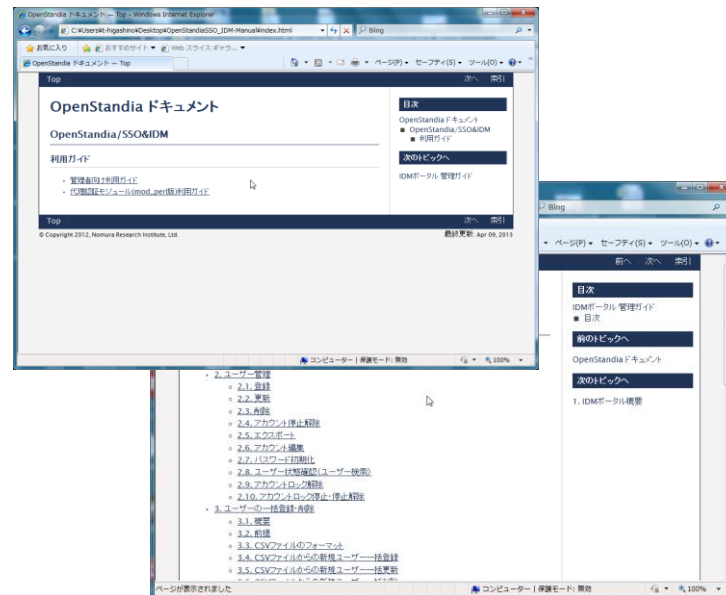 OpenStandia ドキュメント — Top - Windows Internet Explorer
C:¥Users¥t-higashino¥Desktop¥OpenStandiaSSO_IDM-Manual¥index.html
Bing
お気に入り おすすめサイト Web スライス ギャラ...
OpenStandia ドキュメント — Top
ページ(P) セーフティ(S) ツール(O)
Top 次へ 索引
OpenStandia ドキュメント
OpenStandia/SSO&IDM
利用ガイド
管理者向け利用ガイド
代理認証モジュール(mod_perl版)利用ガイド
目次
OpenStandia ドキュメント
OpenStandia/SSO&IDM
利用ガイド
次のトピックへ
IDMポータル 管理ガイド
Top 次へ 索引
© Copyright 2012, Nomura Research Institute, Ltd. 最終更新: Apr 09, 2013
コンピューター | 保護モード: 無効 100%
Bing
ページ(P) セーフティ(S) ツール(O)
前へ 次へ 索引
目次
IDMポータル 管理ガイド
目次
前のトピックへ
OpenStandia ドキュメント
次のトピックへ
1. IDMポータル概要
2. ユーザー管理
2.1. 登録
2.2. 更新
2.3. 削除
2.4. アカウント停止解除
2.5. エクスポート
2.6. アカウント編集
2.7. パスワード初期化
2.8. ユーザー状態確認(ユーザー検索)
2.9. アカウントロック解除
2.10. アカウントロック停止・停止解除
3. ユーザーの一括登録・削除
3.1. 概要
3.2. 前提
3.3. CSVファイルのフォーマット
3.4. CSVファイルからの新規ユーザー一括登録
3.5. CSVファイルからの新規ユーザー一括更新
ページが表示されました コンピューター | 保護モード: 無効 100%